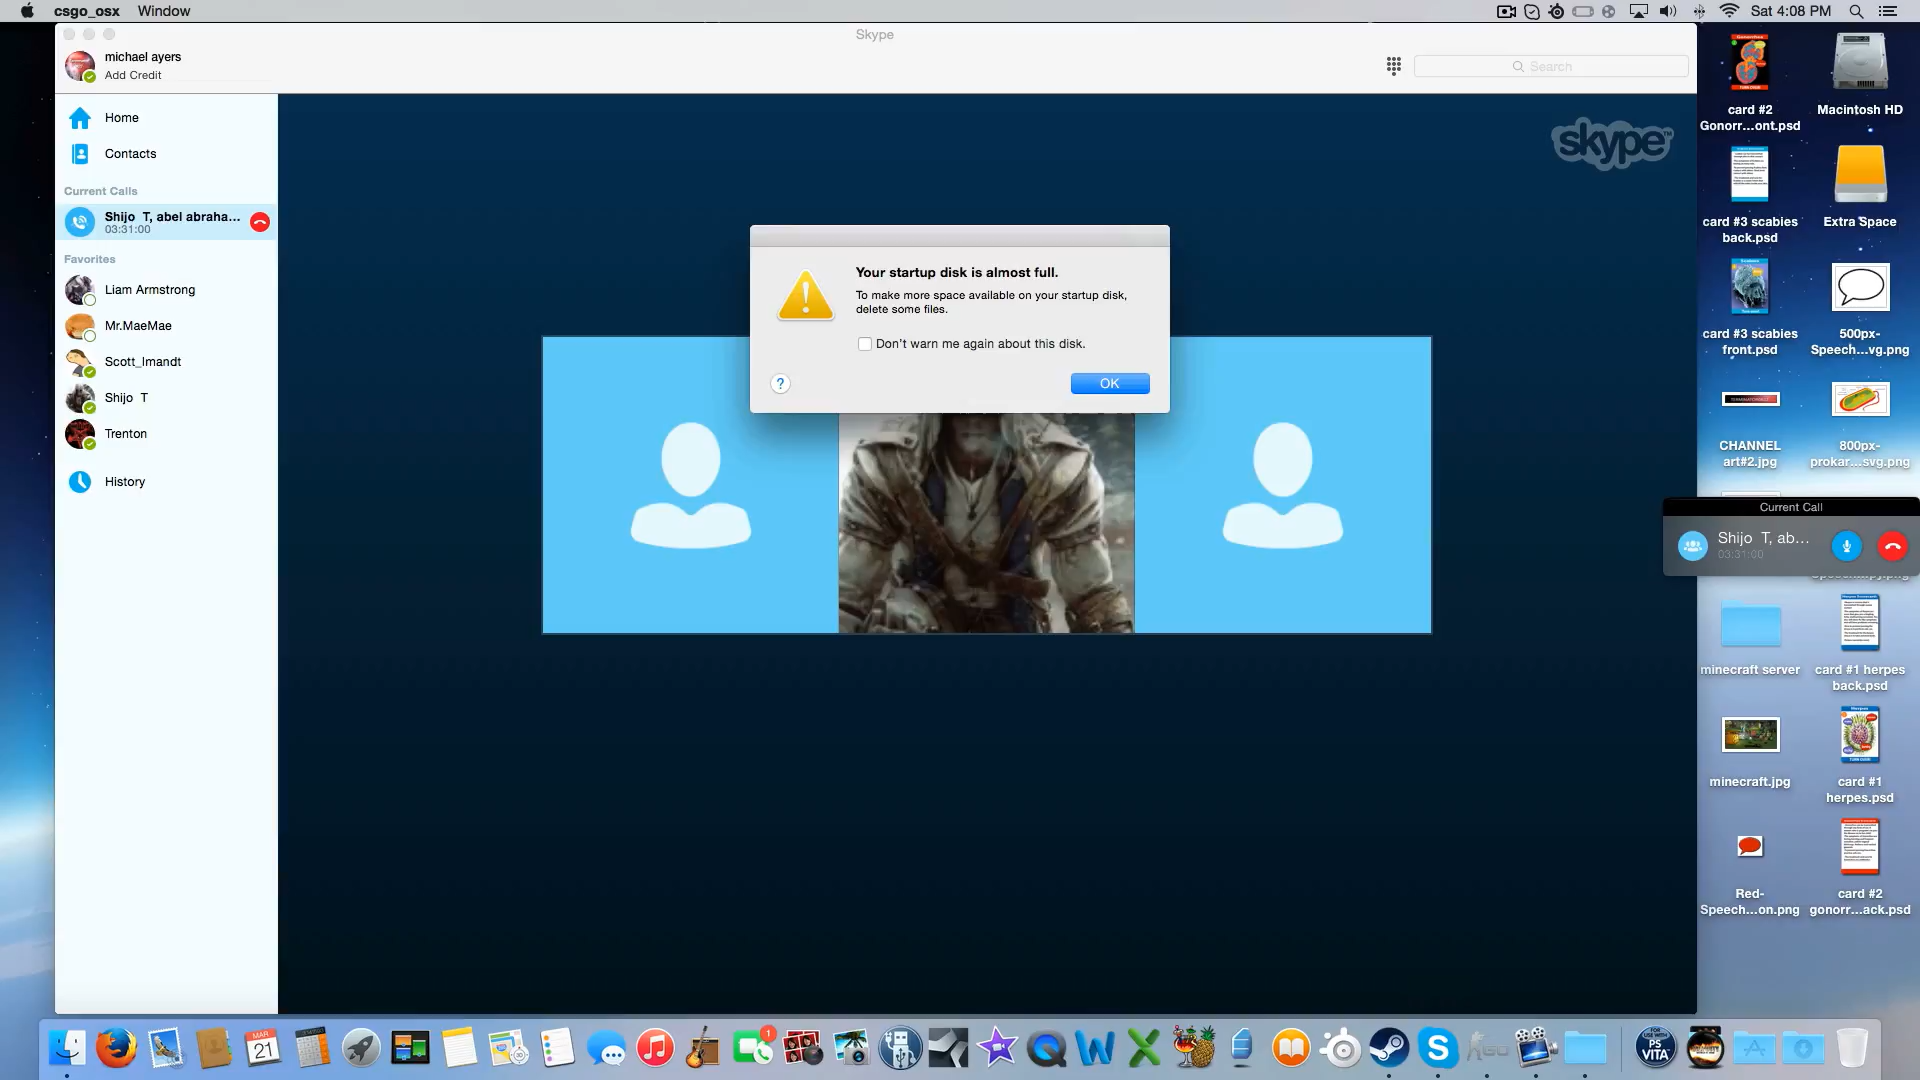 csgo_osx Window
Sat 4:08 PM
Skype
michael ayers
Add Credit
Search
Home
Contacts
Current Calls
Shijo T, abel abraha...
03:31:00
Favorites
Liam Armstrong
Mr.MaeMae
Scott_Imandt
Shijo T
Trenton
History
skype
Your startup disk is almost full.
To make more space available on your startup disk,
delete some files.
Don't warn me again about this disk.
?
OK
card #2
Gonorr...ont.psd
Macintosh HD
card #3 scabies
back.psd
Extra Space
card #3 scabies
front.psd
500px-
Speech...vg.png
CHANNEL
art#2.jpg
800px-
prokar...svg.png
Current Call
Shijo T, ab...
03:31:00
minecraft server
card #1 herpes
back.psd
minecraft.jpg
card #1
herpes.psd
Red-
Speech...on.png
card #2
gonorr...ack.psd
MAR
21
1
FOR
USE WITH
PS
VITA